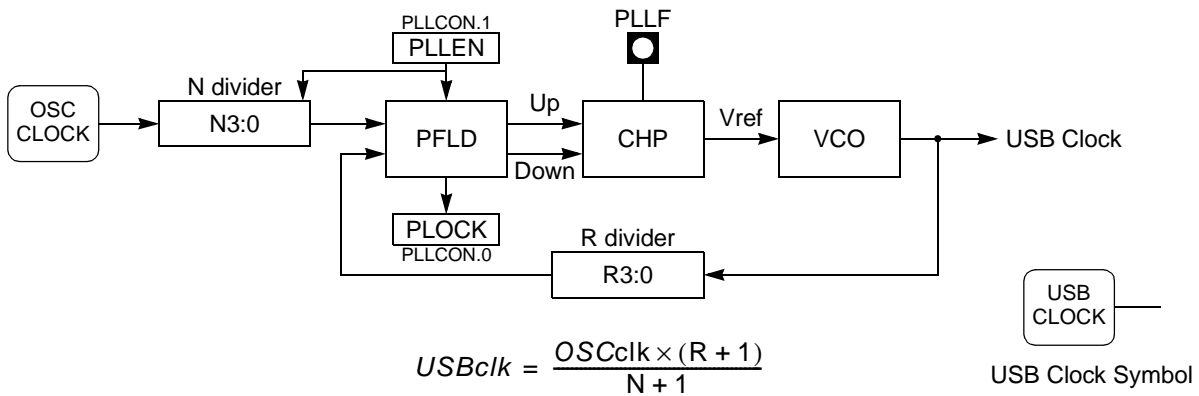 PLLCON.1
PLLEN
PLLF
OSC
CLOCK
N divider
N3:0
PFLD
Up
Down
CHP
Vref
VCO
USB Clock
PLOCK
PLLCON.0
R divider
R3:0
USB
CLOCK
USB Clock Symbol
USBclk = OSCclk × (R + 1)
N + 1